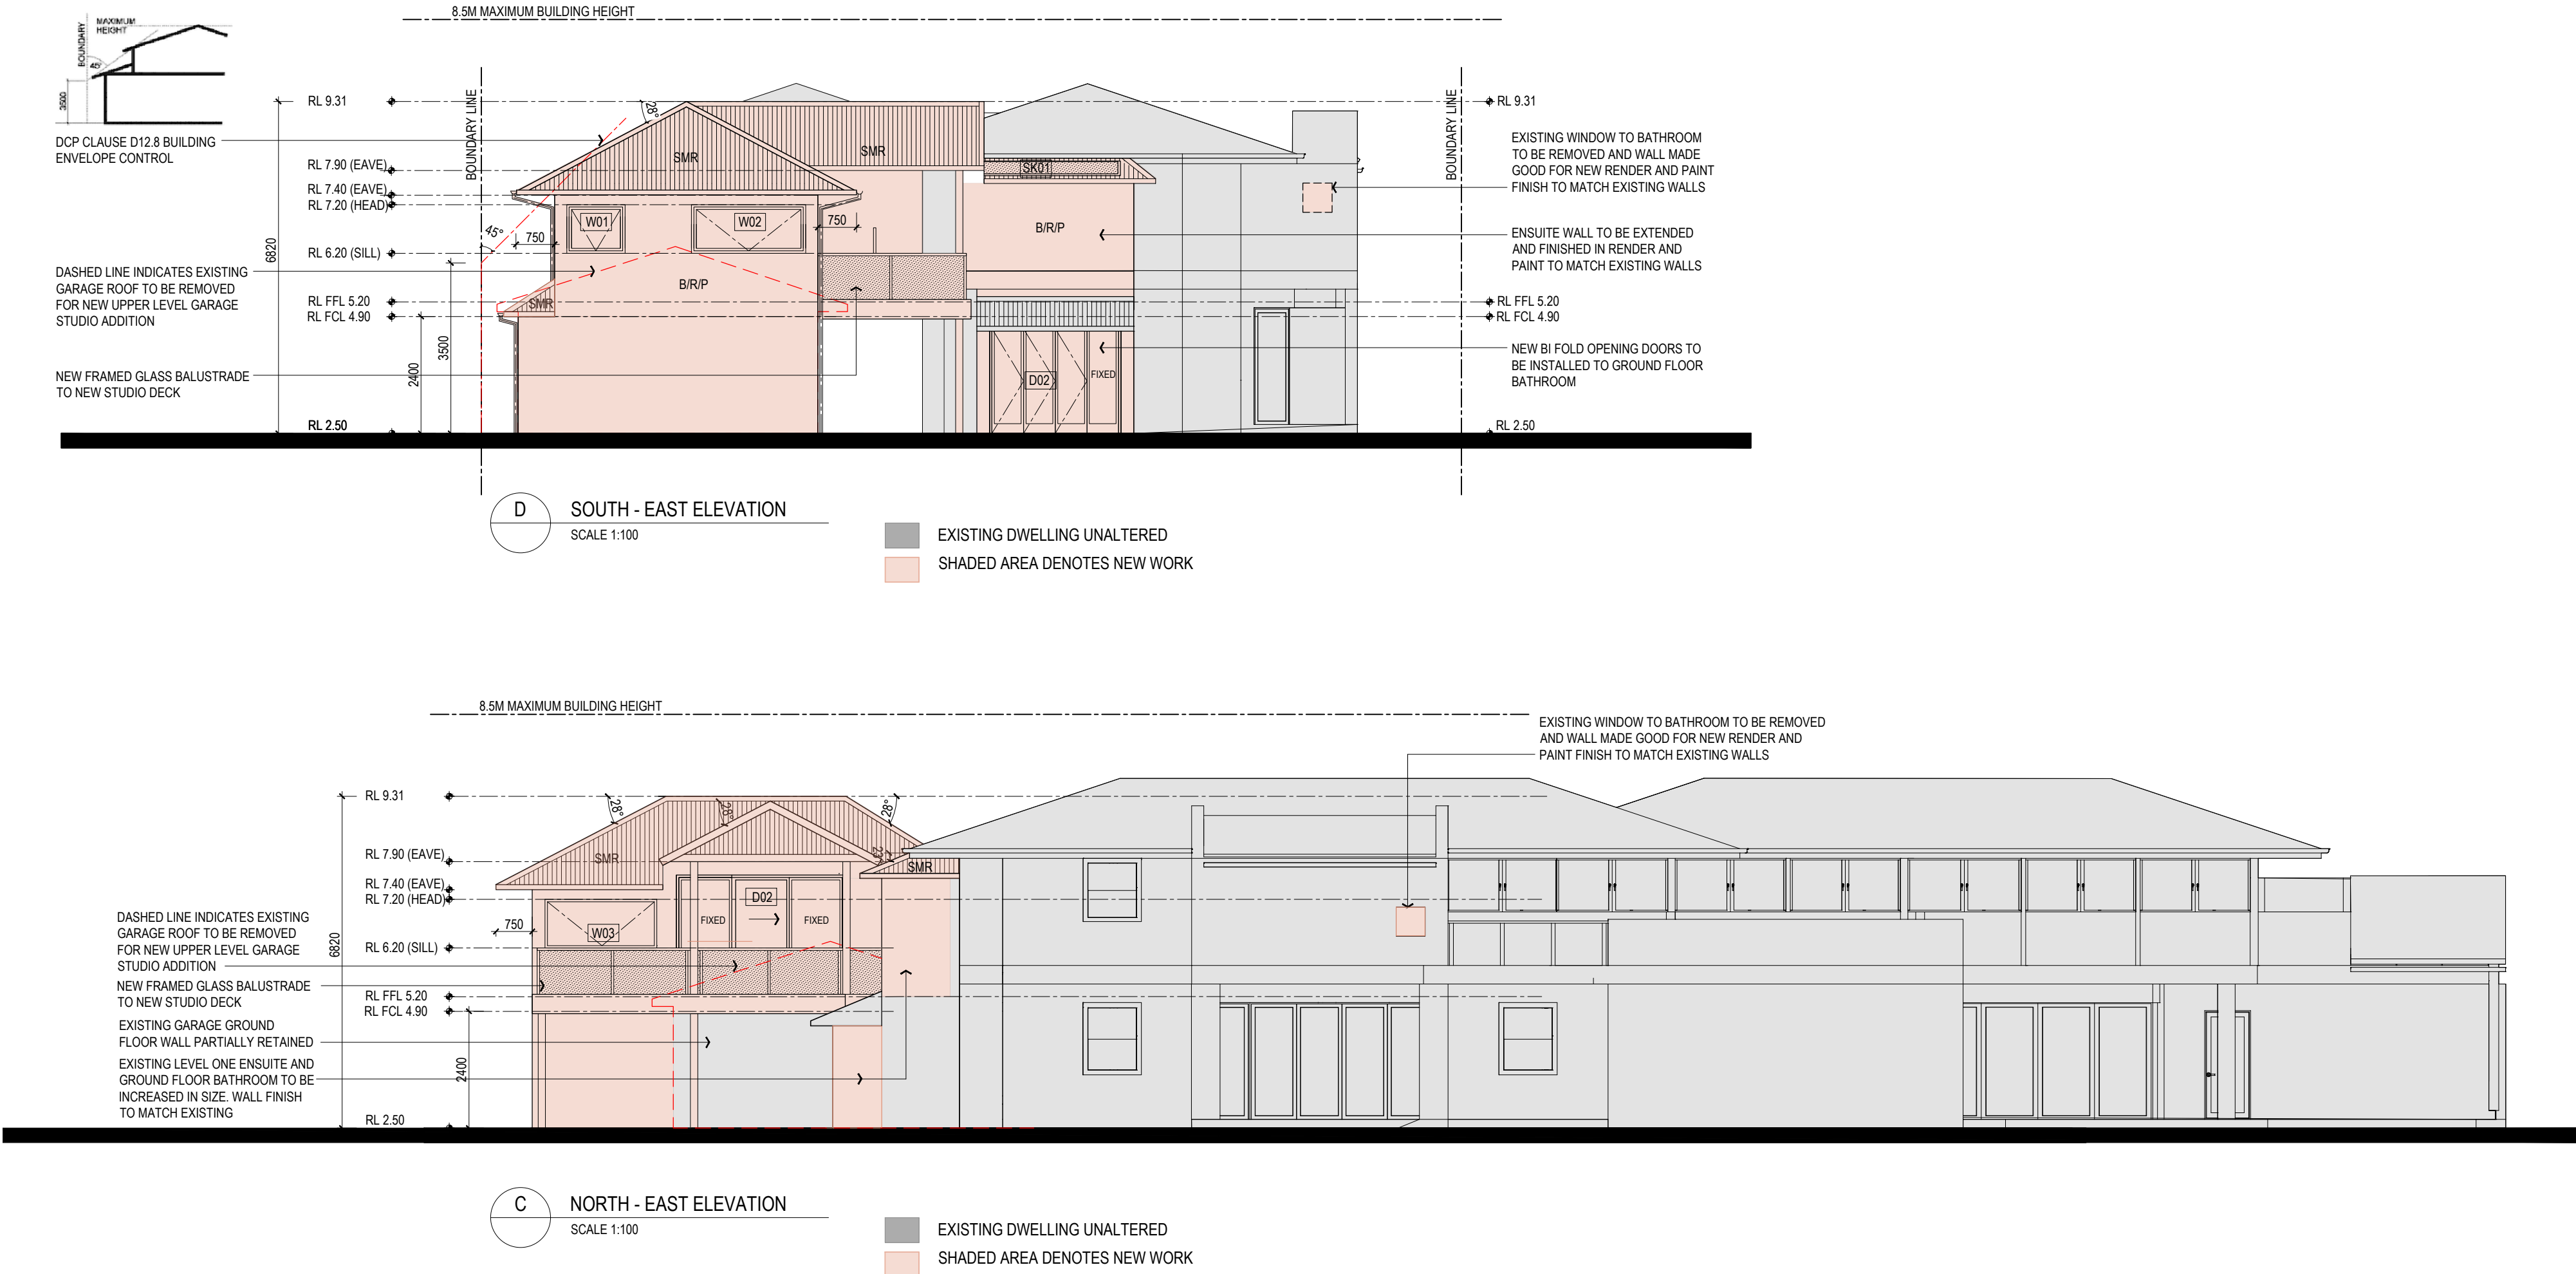 8.5M MAXIMUM BUILDING HEIGHT
MAXIMUM
HEIGHT
BOUNDARY
45°
3500
DCP CLAUSE D12.8 BUILDING
ENVELOPE CONTROL
RL 9.31
RL 7.90 (EAVE)
RL 7.40 (EAVE)
RL 7.20 (HEAD)
RL 6.20 (SILL)
RL FFL 5.20
RL FCL 4.90
RL 2.50
6820
2400
3500
BOUNDARY LINE
45°
750
28°
SMR
SMR
W01
W02
750
B/R/P
SMR
SK01
B/R/P
D02
FIXED
BOUNDARY LINE
RL 9.31
RL FFL 5.20
RL FCL 4.90
RL 2.50
DASHED LINE INDICATES EXISTING
GARAGE ROOF TO BE REMOVED
FOR NEW UPPER LEVEL GARAGE
STUDIO ADDITION
NEW FRAMED GLASS BALUSTRADE
TO NEW STUDIO DECK
EXISTING WINDOW TO BATHROOM
TO BE REMOVED AND WALL MADE
GOOD FOR NEW RENDER AND PAINT
FINISH TO MATCH EXISTING WALLS
ENSUITE WALL TO BE EXTENDED
AND FINISHED IN RENDER AND
PAINT TO MATCH EXISTING WALLS
NEW BI FOLD OPENING DOORS TO
BE INSTALLED TO GROUND FLOOR
BATHROOM
D
SOUTH - EAST ELEVATION
SCALE 1:100
EXISTING DWELLING UNALTERED
SHADED AREA DENOTES NEW WORK
8.5M MAXIMUM BUILDING HEIGHT
EXISTING WINDOW TO BATHROOM TO BE REMOVED
AND WALL MADE GOOD FOR NEW RENDER AND
PAINT FINISH TO MATCH EXISTING WALLS
RL 9.31
RL 7.90 (EAVE)
RL 7.40 (EAVE)
RL 7.20 (HEAD)
RL 6.20 (SILL)
RL FFL 5.20
RL FCL 4.90
RL 2.50
6820
2400
750
28°
28°
28°
SMR
SMR
D02
FIXED
FIXED
W03
DASHED LINE INDICATES EXISTING
GARAGE ROOF TO BE REMOVED
FOR NEW UPPER LEVEL GARAGE
STUDIO ADDITION
NEW FRAMED GLASS BALUSTRADE
TO NEW STUDIO DECK
EXISTING GARAGE GROUND
FLOOR WALL PARTIALLY RETAINED
EXISTING LEVEL ONE ENSUITE AND
GROUND FLOOR BATHROOM TO BE
INCREASED IN SIZE. WALL FINISH
TO MATCH EXISTING
C
NORTH - EAST ELEVATION
SCALE 1:100
EXISTING DWELLING UNALTERED
SHADED AREA DENOTES NEW WORK